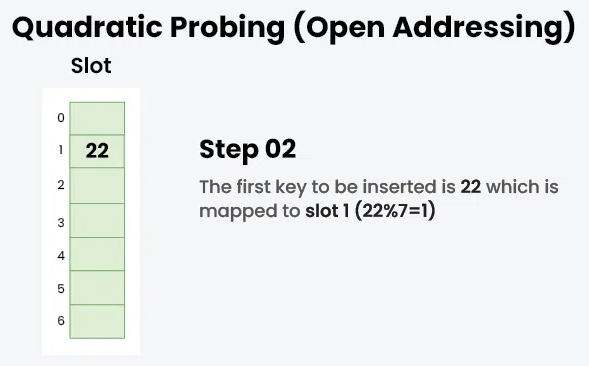 Quadratic Probing (Open Addressing)
Slot
0
1 22
2
3
4
5
6
Step 02
The first key to be inserted is 22 which is
mapped to slot 1 (22%7=1)